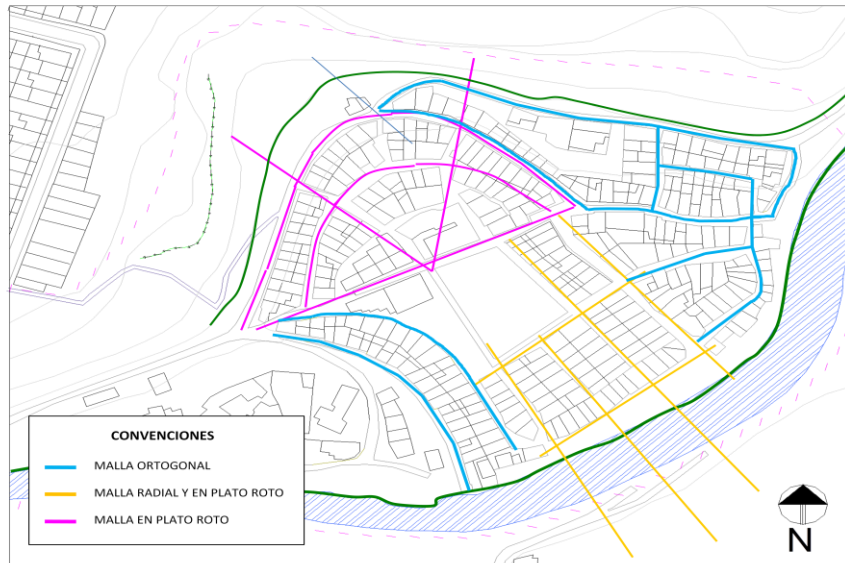 CONVENCIONES
MALLA ORTOGONAL
MALLA RADIAL Y EN PLATO ROTO
MALLA EN PLATO ROTO
N